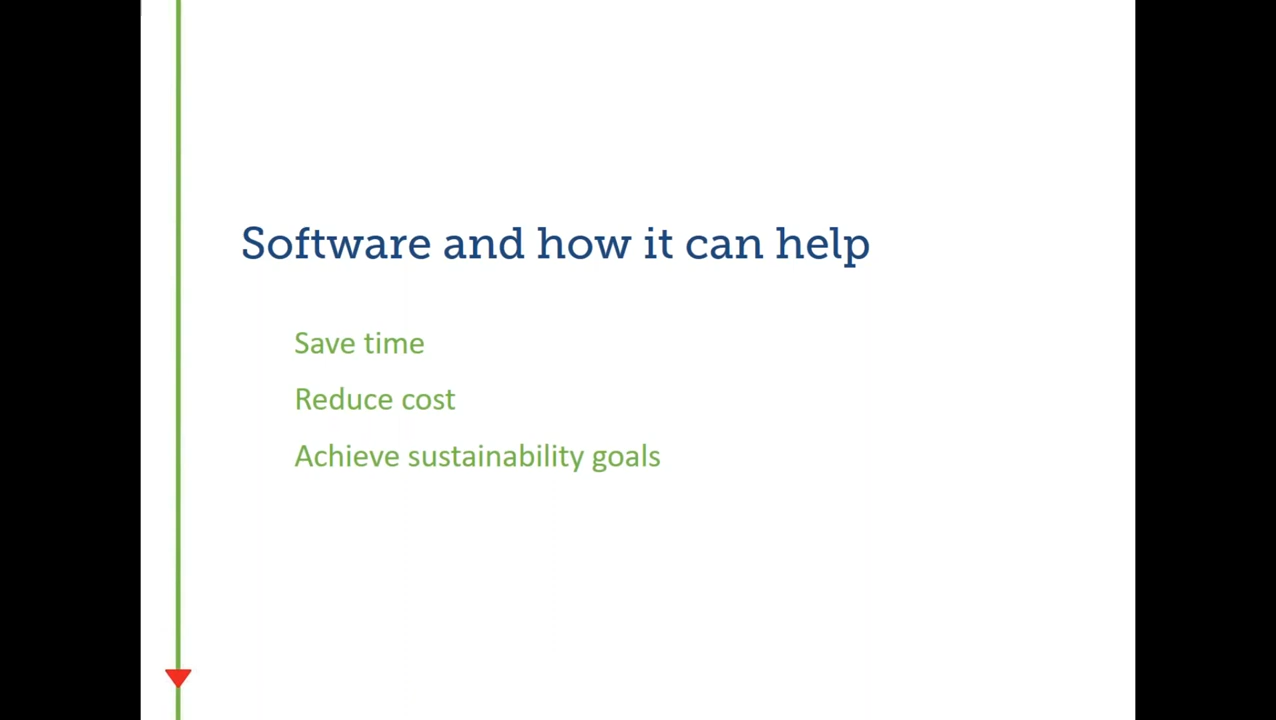 Software and how it can help
Save time
Reduce cost
Achieve sustainability goals